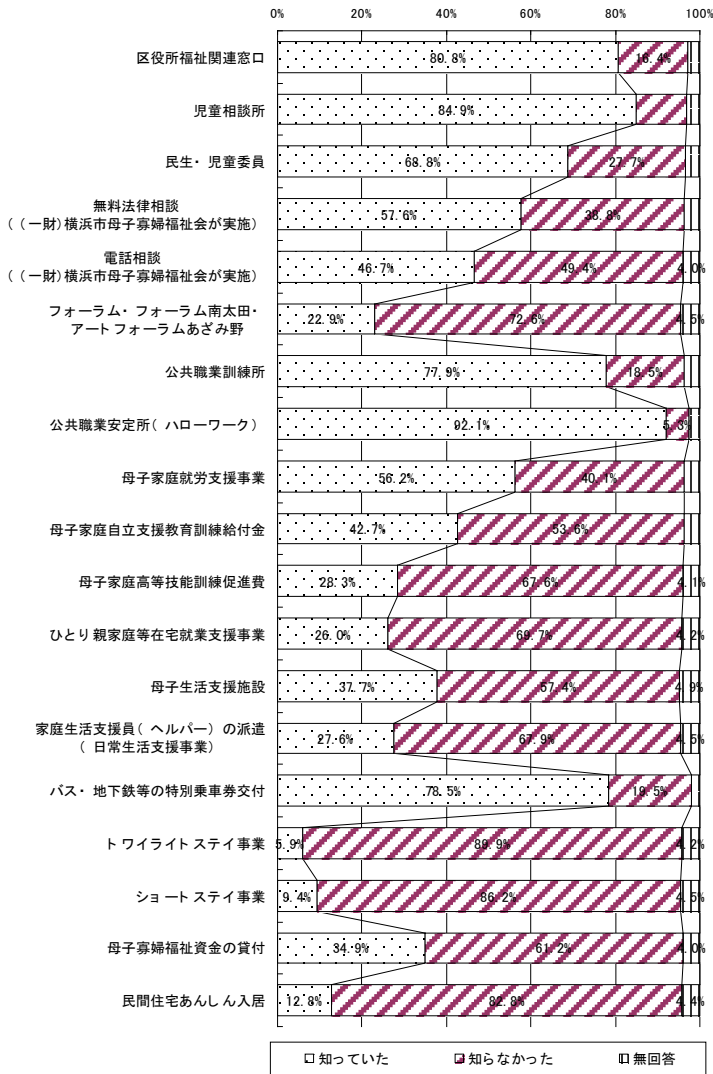 0% 20% 40% 60% 80% 100%
区役所福祉関連窓口 80.8% 16.4%
児童相談所 84.9%
民生・児童委員 68.8% 27.7%
無料法律相談
((一財)横浜市母子寡婦福祉会が実施) 57.6% 38.8%
電話相談
((一財)横浜市母子寡婦福祉会が実施) 46.7% 49.4% 4.0%
フォーラム・フォーラム南太田・
アートフォーラムあざみ野 22.9% 72.6% 4.5%
公共職業訓練所 77.9% 18.5%
公共職業安定所(ハローワーク) 92.1% 5.3%
母子家庭就労支援事業 56.2% 40.1%
母子家庭自立支援教育訓練給付金 42.7% 53.6%
母子家庭高等技能訓練促進費 28.3% 67.6% 4.1%
ひとり親家庭等在宅就業支援事業 26.0% 69.7% 4.2%
母子生活支援施設 37.7% 57.4% 4.9%
家庭生活支援員(ヘルパー)の派遣
(日常生活支援事業) 27.6% 67.9% 4.5%
バス・地下鉄等の特別乗車券交付 78.5% 19.5%
トワイライトステイ事業 5.9% 89.9% 4.2%
ショートステイ事業 9.4% 86.2% 4.5%
母子寡婦福祉資金の貸付 34.9% 61.2% 4.0%
民間住宅あんしん入居 12.8% 82.8% 4.4%
知っていた 知らなかった 無回答